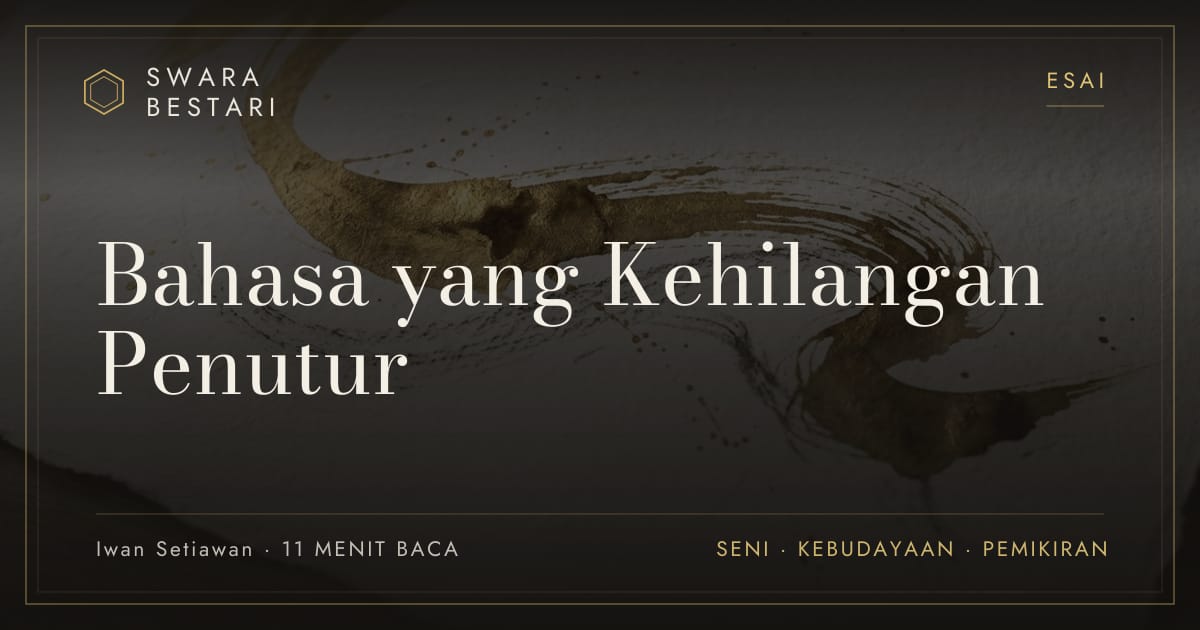 SWARA
BESTARI
ESAI
Bahasa yang Kehilangan
Penutur
Iwan Setiawan · 11 MENIT BACA
SENI · KEBUDAYAAN · PEMIKIRAN